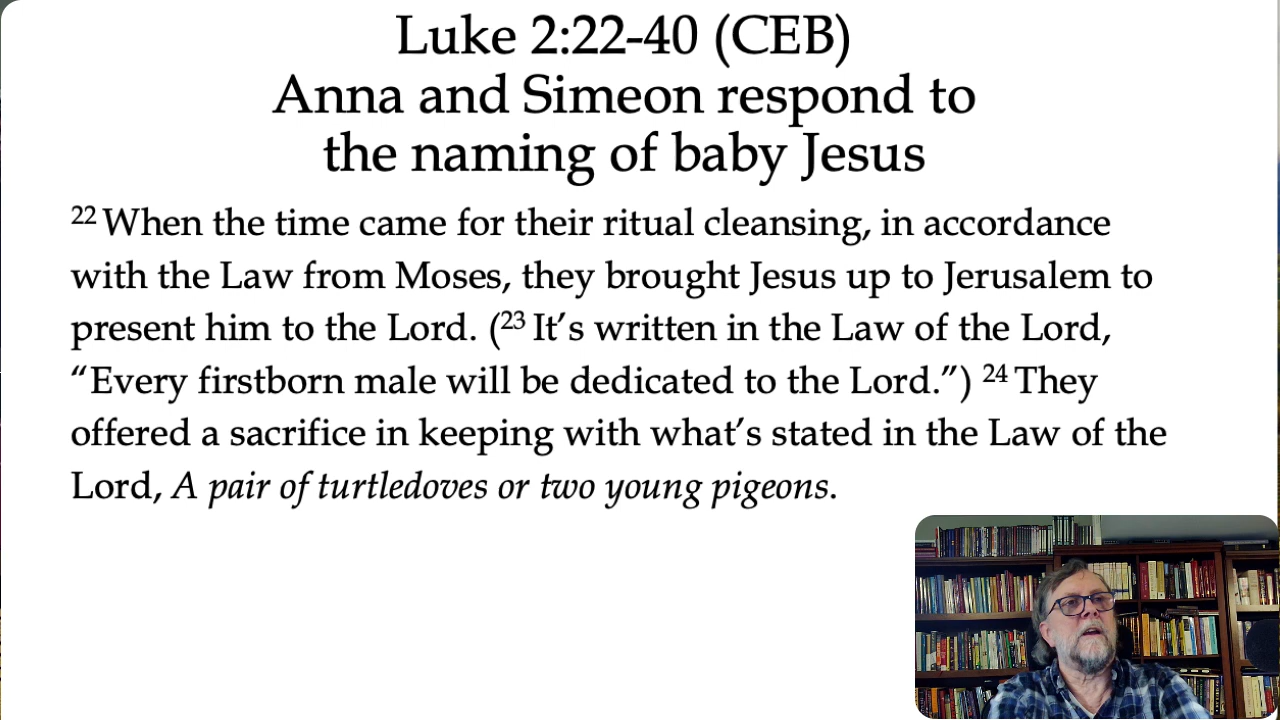 Luke 2:22-40 (CEB)
Anna and Simeon respond to
the naming of baby Jesus
22 When the time came for their ritual cleansing, in accordance
with the Law from Moses, they brought Jesus up to Jerusalem to
present him to the Lord. (23 It’s written in the Law of the Lord,
“Every firstborn male will be dedicated to the Lord.”) 24 They
offered a sacrifice in keeping with what’s stated in the Law of the
Lord, A pair of turtledoves or two young pigeons.